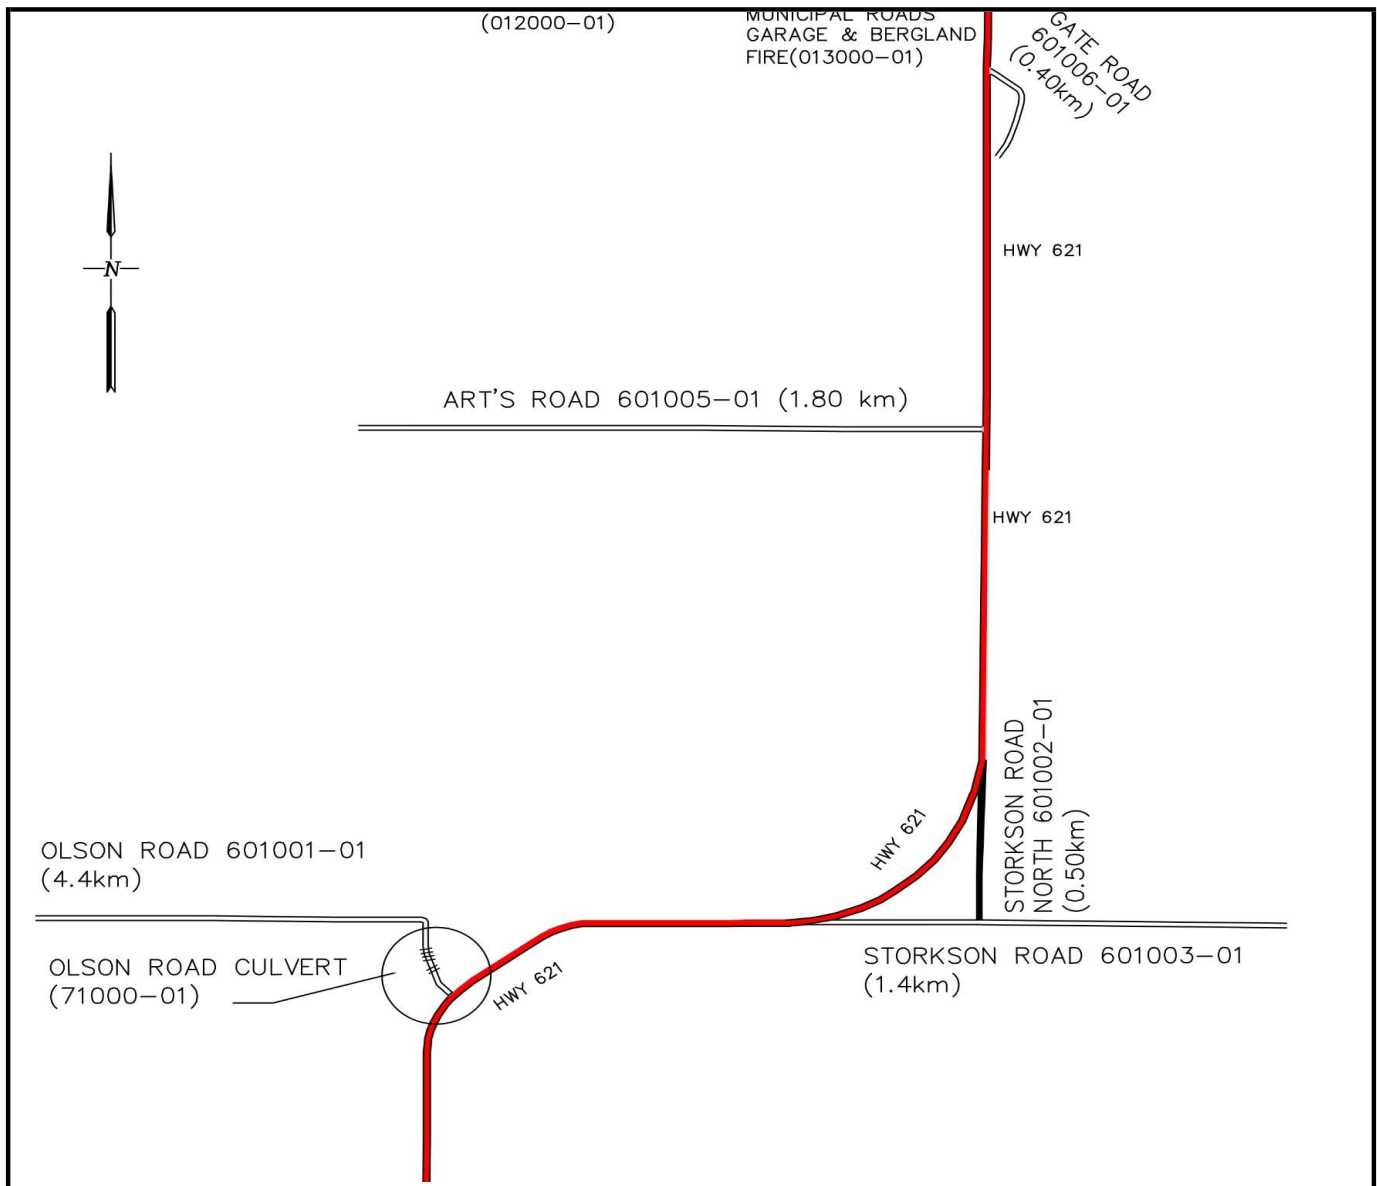 (012000-01)
MUNICIPAL ROADS
GARAGE & BERGLAND
FIRE(013000-01)
GATE ROAD
601006-01
(0.40km)
N
HWY 621
ART'S ROAD 601005-01 (1.80 km)
HWY 621
STORKSON ROAD
NORTH 601002-01
(0.50km)
HWY 621
OLSON ROAD 601001-01
(4.4km)
OLSON ROAD CULVERT
(71000-01)
HWY 621
STORKSON ROAD 601003-01
(1.4km)